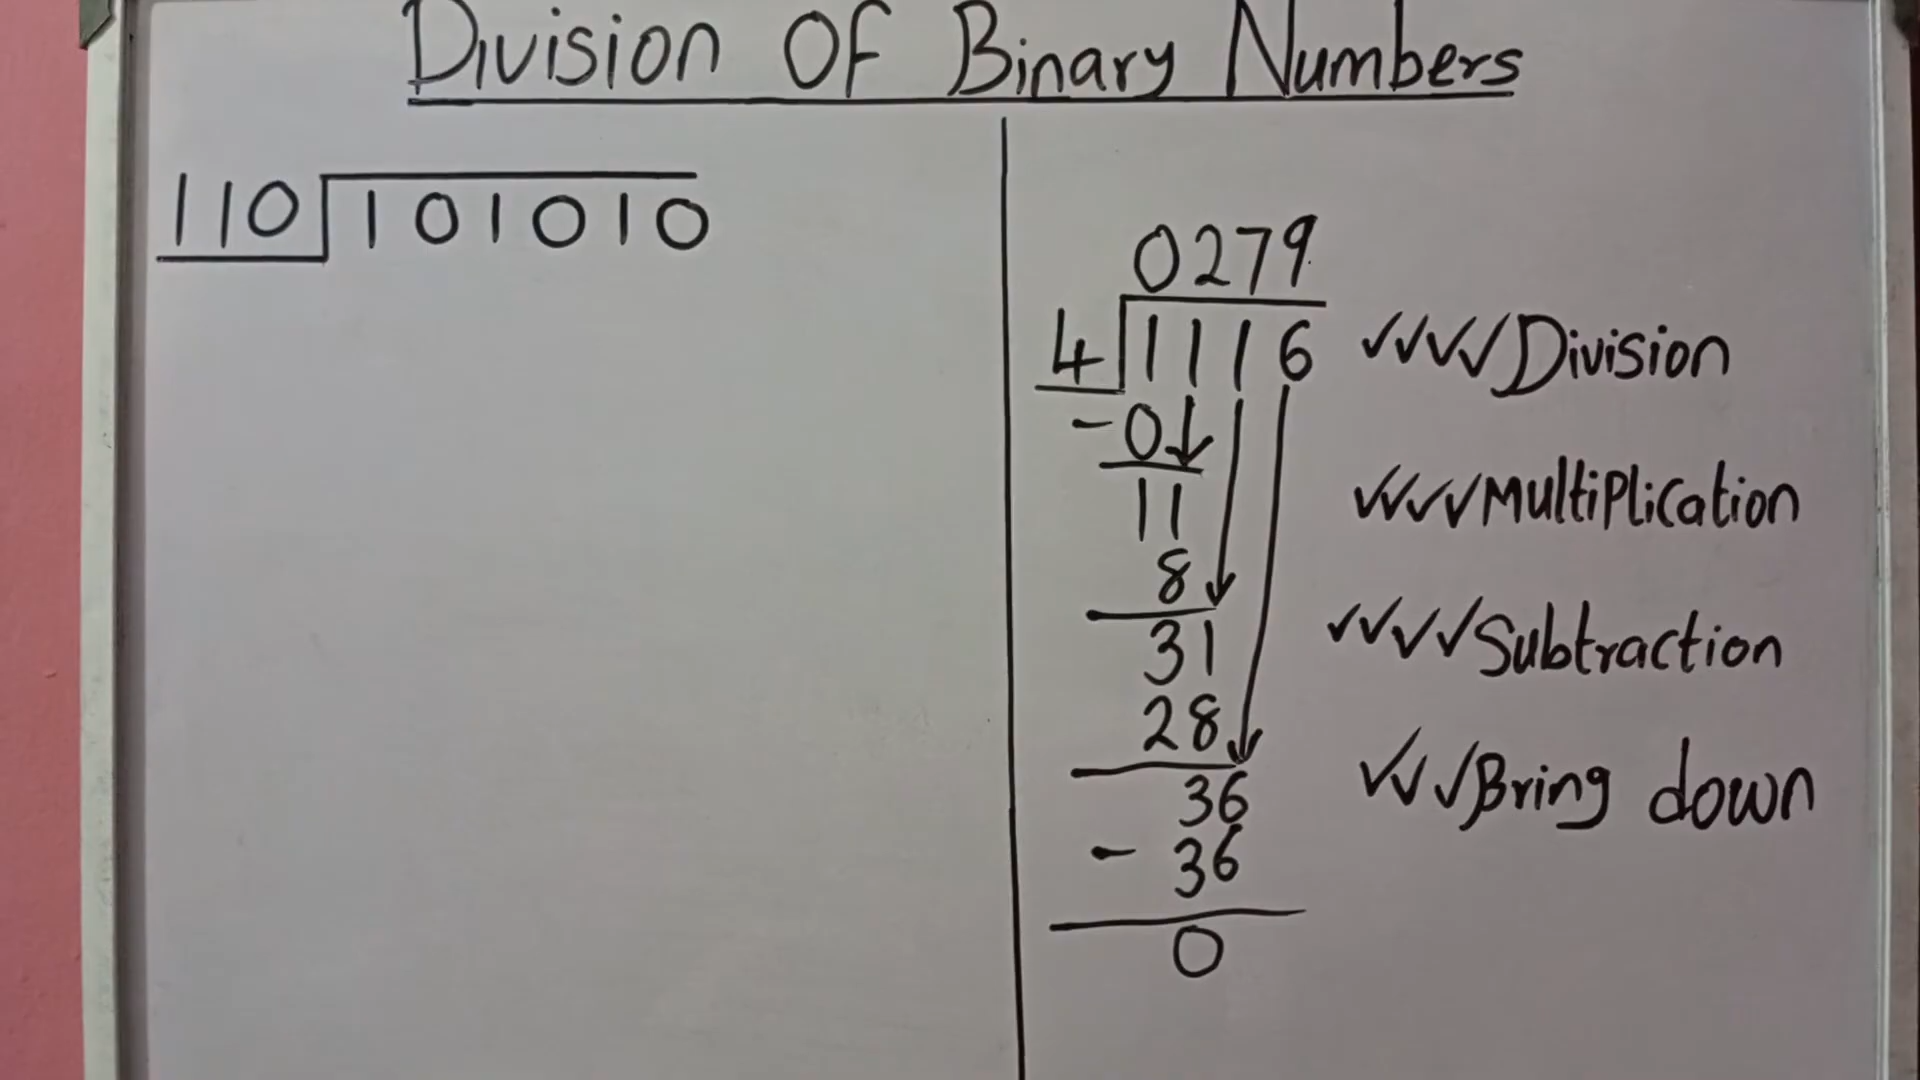 Division Of Binary Numbers
110 101010
0279
4 1116 ✓✓✓✓Division
-0
11 ✓✓✓✓Multiplication
8
31 ✓✓✓✓Subtraction
28
36 ✓✓✓Bring down
- 36
0